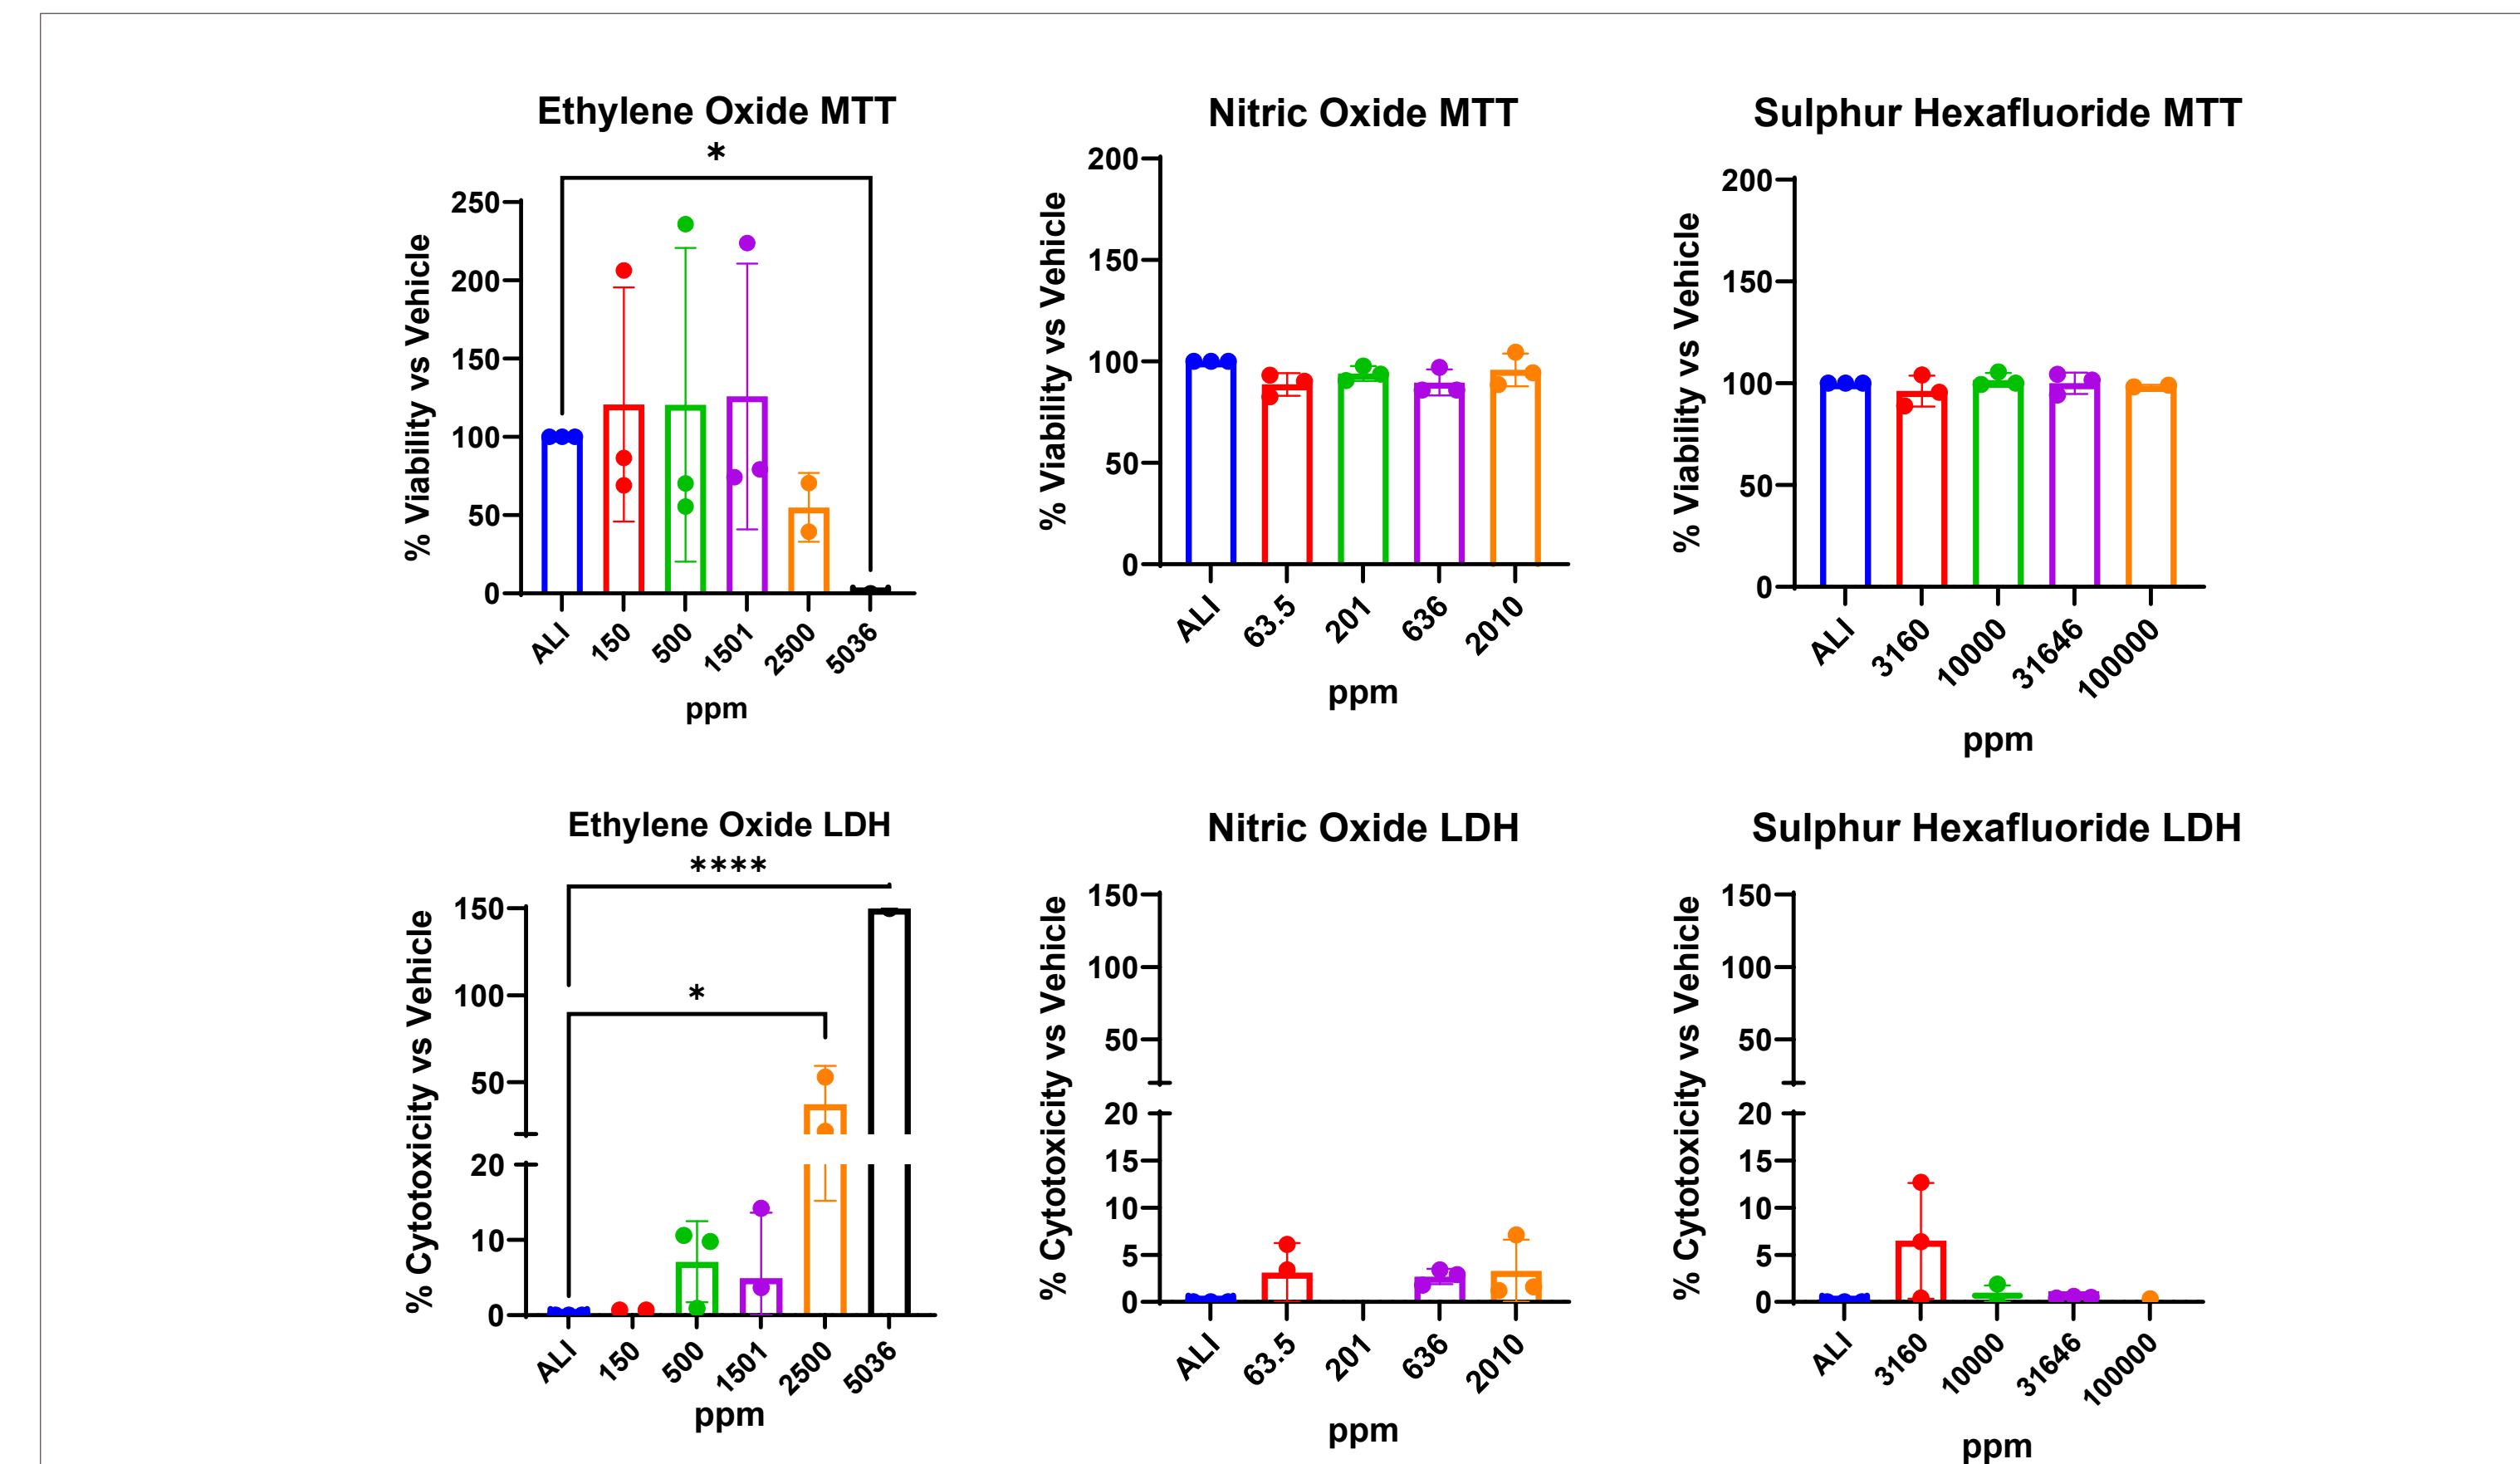 Ethylene Oxide MTT
*
% Viability vs Vehicle
250
200
150
100
50
0
ALI 150 500 1501 2500 5036
ppm
Nitric Oxide MTT
% Viability vs Vehicle
200
150
100
50
0
ALI 63.5 201 636 2010
ppm
Sulphur Hexafluoride MTT
% Viability vs Vehicle
200
150
100
50
0
ALI 3160 10000 31646 100000
ppm
Ethylene Oxide LDH
****
*
% Cytotoxicity vs Vehicle
150
100
50
20
10
0
ALI 150 500 1501 2500 5036
ppm
Nitric Oxide LDH
% Cytotoxicity vs Vehicle
150
100
50
20
15
10
5
0
ALI 63.5 201 636 2010
ppm
Sulphur Hexafluoride LDH
% Cytotoxicity vs Vehicle
150
100
50
20
15
10
5
0
ALI 3160 10000 31646 100000
ppm